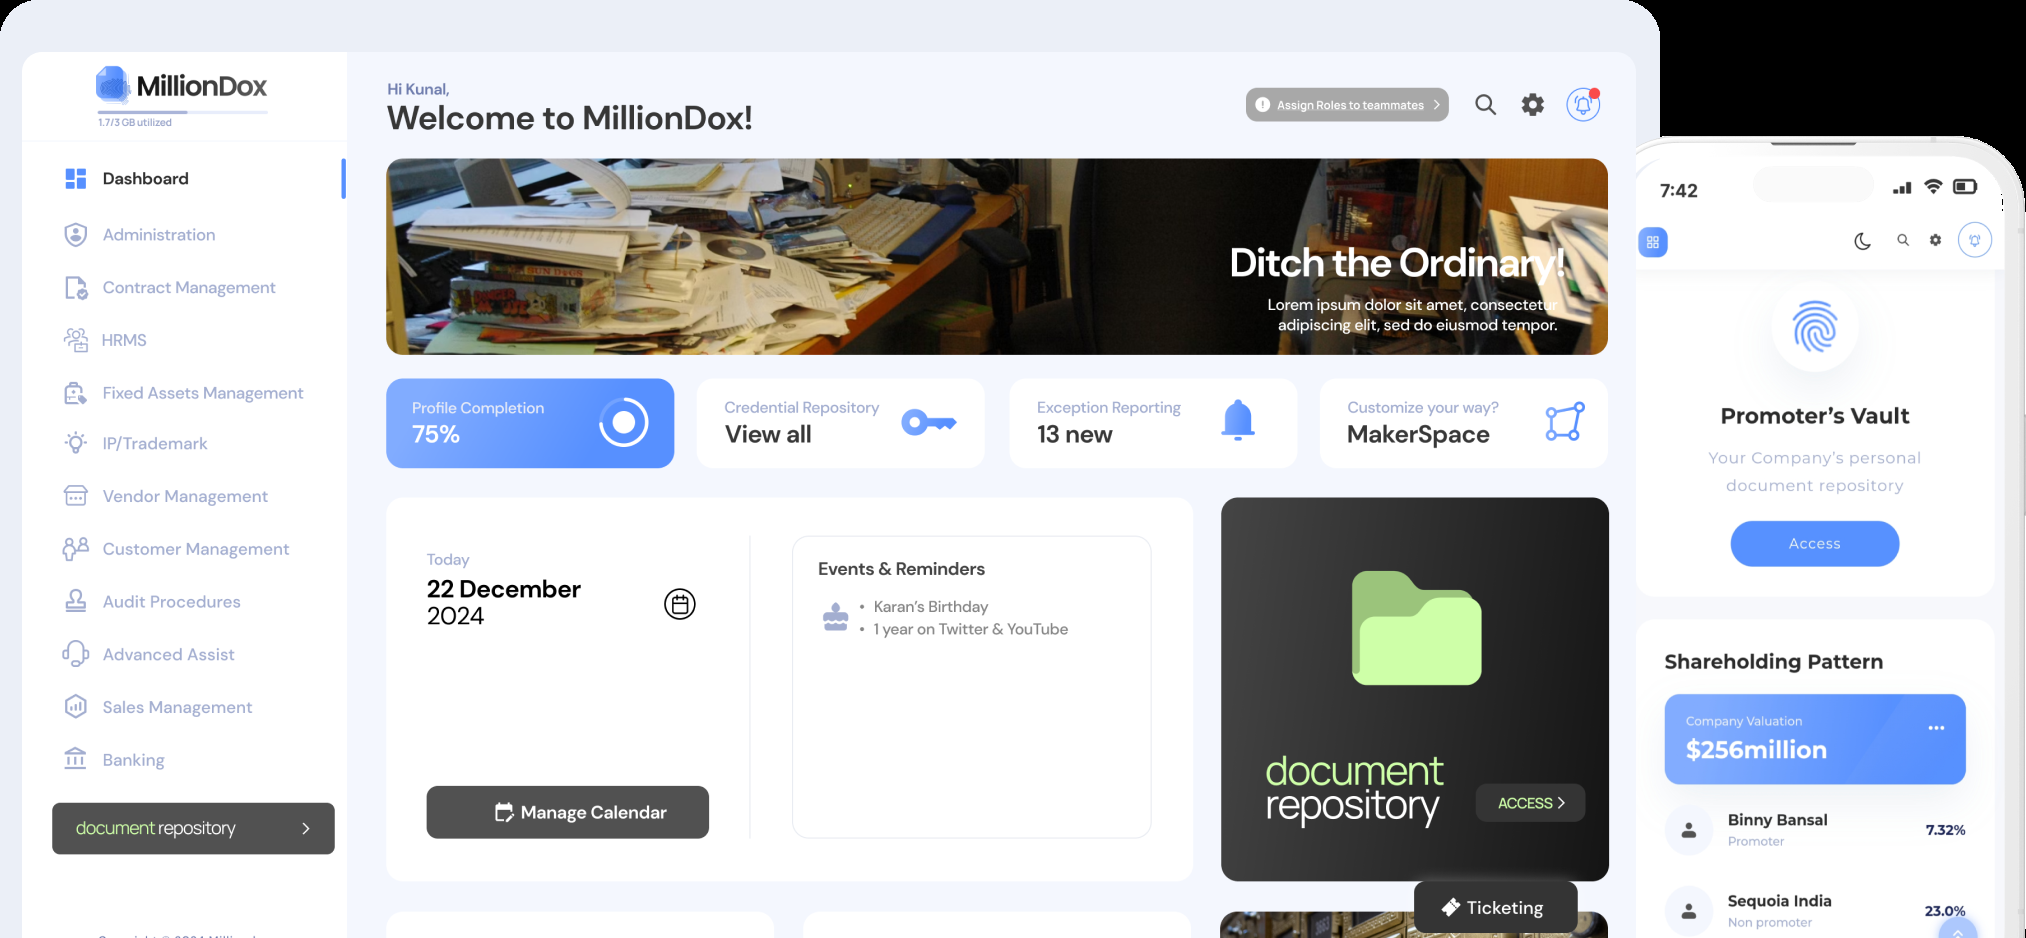 MillionDox
1.7/3 GB utilized
Dashboard
Administration
Contract Management
HRMS
Fixed Assets Management
IP/Trademark
Vendor Management
Customer Management
Audit Procedures
Advanced Assist
Sales Management
Banking
document repository
Hi Kunal,
Welcome to MillionDox!
Assign Roles to teammates
Ditch the Ordinary!
Lorem ipsum dolor sit amet, consectetur
adipiscing elit, sed do eiusmod tempor.
Profile Completion
75%
Credential Repository
View all
Exception Reporting
13 new
Customize your way?
MakerSpace
Today
22 December
2024
Manage Calendar
Events & Reminders
• Karan's Birthday
• 1 year on Twitter & YouTube
document
repository
ACCESS
Ticketing
7:42
Promoter's Vault
Your Company's personal
document repository
Access
Shareholding Pattern
Company Valuation
$256million
Binny Bansal
Promoter
7.32%
Sequoia India
Non promoter
23.0%